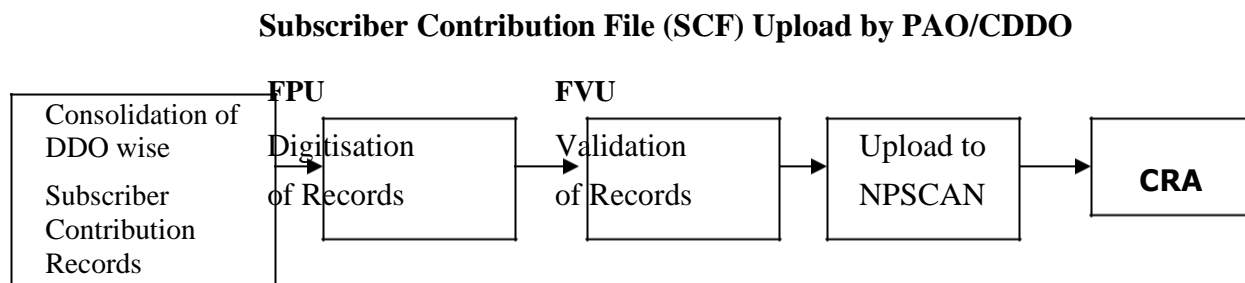 Subscriber Contribution File (SCF) Upload by PAO/CDDO
Consolidation of
DDO wise
Subscriber
Contribution
Records
FPU
Digitisation
of Records
FVU
Validation
of Records
Upload to
NPSCAN
CRA